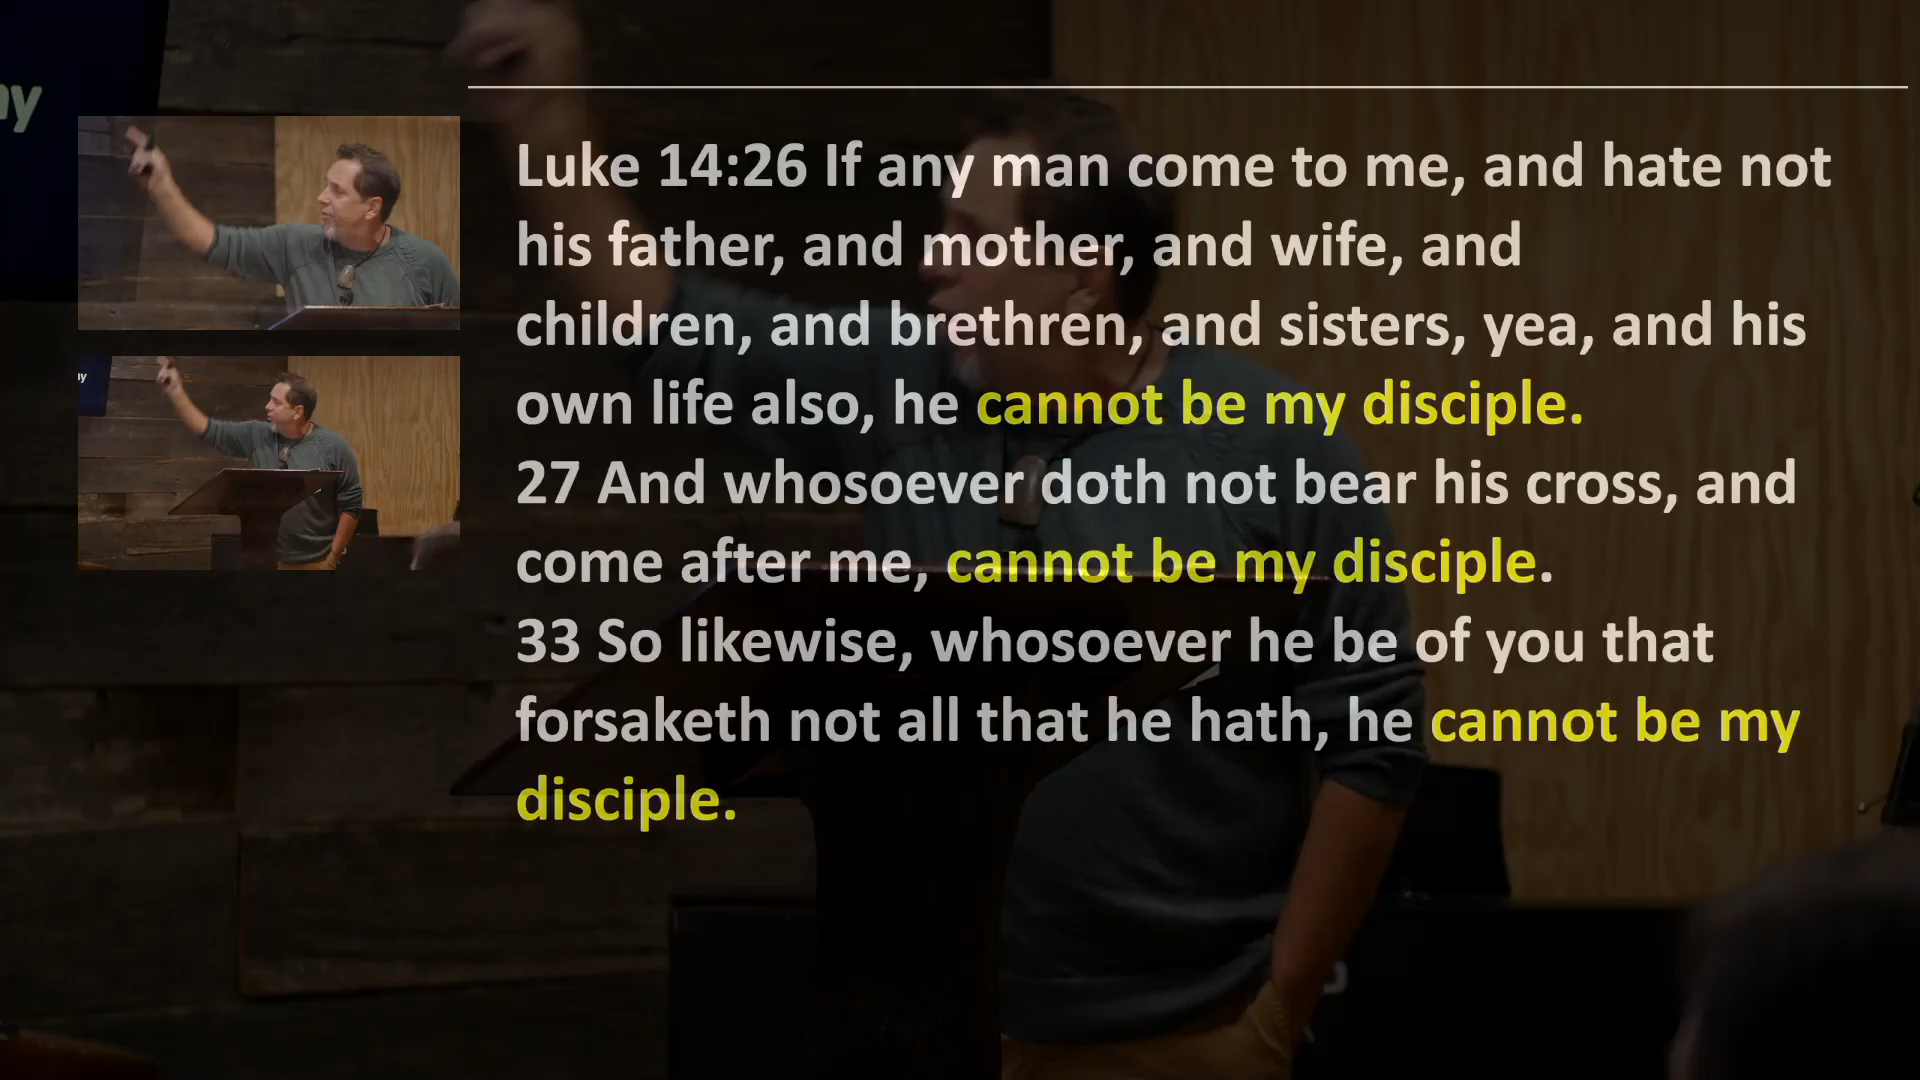 ay
ay
Luke 14:26 If any man come to me, and hate not
his father, and mother, and wife, and
children, and brethren, and sisters, yea, and his
own life also, he cannot be my disciple.
27 And whosoever doth not bear his cross, and
come after me, cannot be my disciple.
33 So likewise, whosoever he be of you that
forsaketh not all that he hath, he cannot be my
disciple.